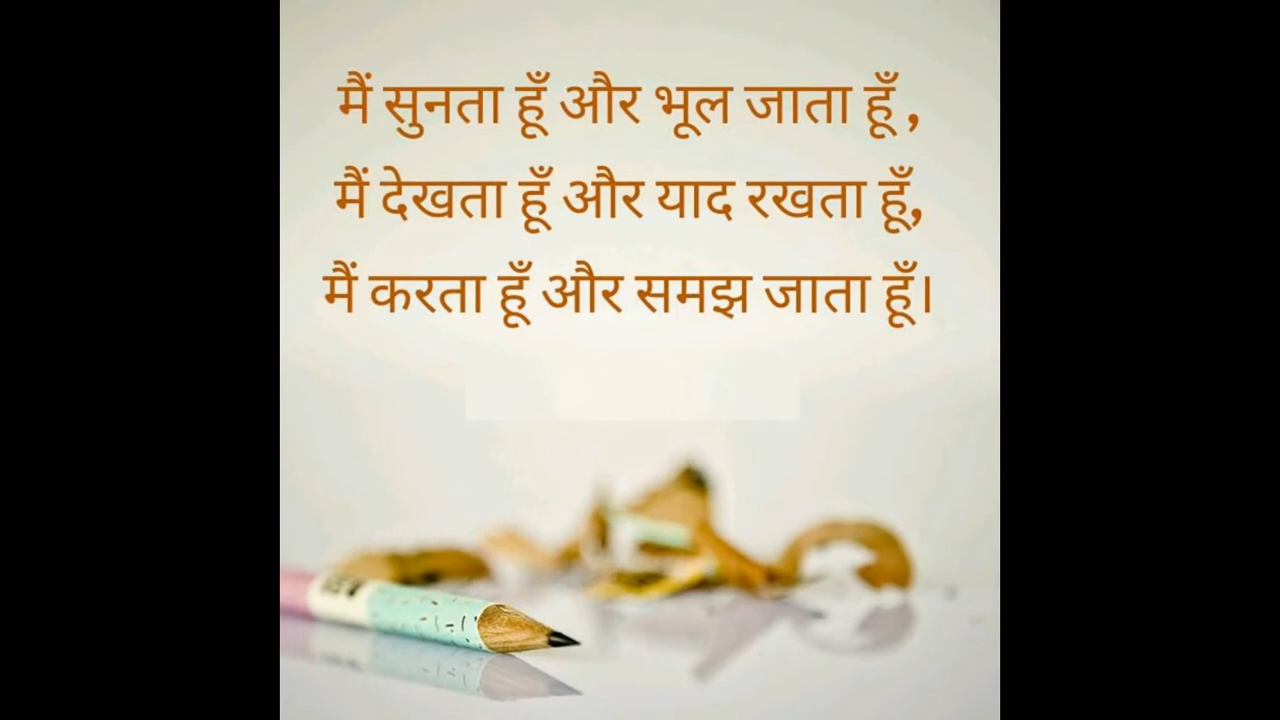 मैं सुनता हूँ और भूल जाता हूँ ,
मैं देखता हूँ और याद रखता हूँ,
मैं करता हूँ और समझ जाता हूँ।